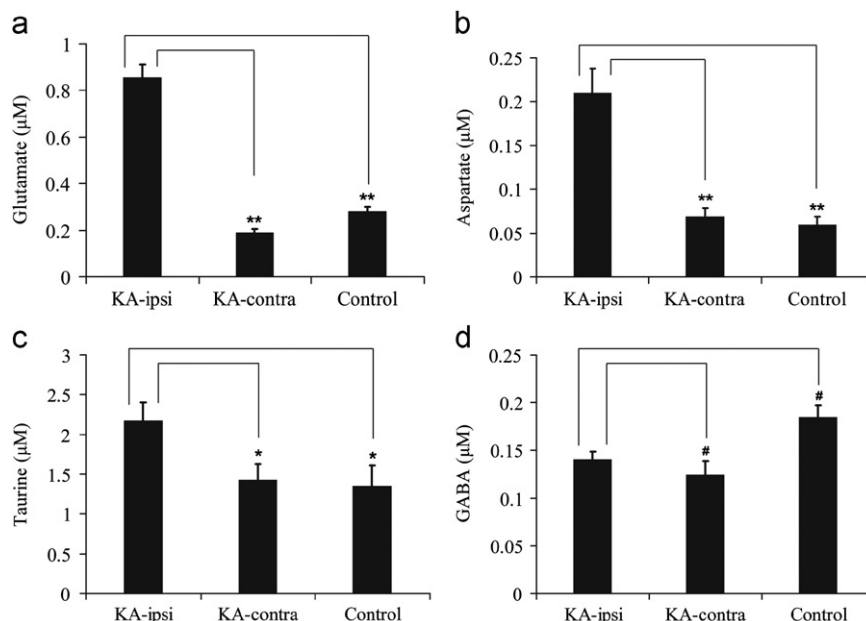 a
Glutamate (μM)
1
0.8
0.6
0.4
0.2
0
**
**
KA-ipsi KA-contra Control
b
Aspartate (μM)
0.25
0.2
0.15
0.1
0.05
0
**
**
KA-ipsi KA-contra Control
c
Taurine (μM)
3
2.5
2
1.5
1
0.5
0
*
*
KA-ipsi KA-contra Control
d
GABA (μM)
0.25
0.2
0.15
0.1
0.05
0
#
#
KA-ipsi KA-contra Control